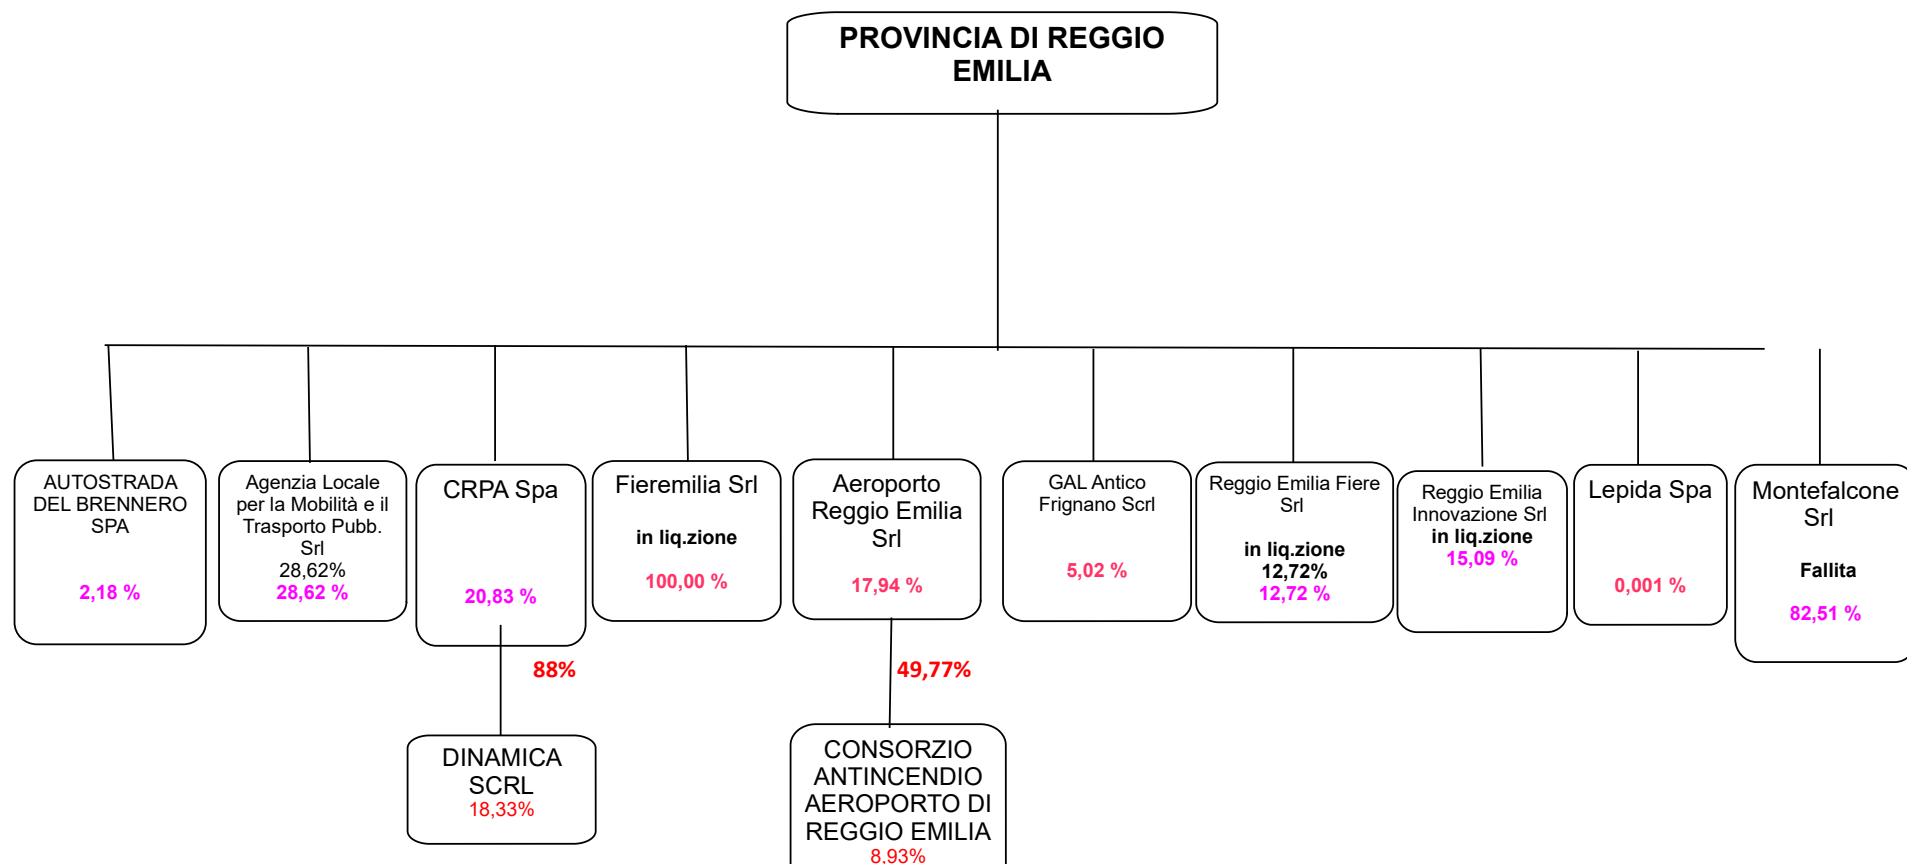 PROVINCIA DI REGGIO
EMILIA
AUTOSTRADA
DEL BRENNERO
SPA
2,18 %
Agenzia Locale
per la Mobilità e il
Trasporto Pubb.
Srl
28,62%
28,62 %
CRPA Spa
20,83 %
Fieremilia Srl
in liq.zione
100,00 %
Aeroporto
Reggio Emilia
Srl
17,94 %
GAL Antico
Frignano Scrl
5,02 %
Reggio Emilia Fiere
Srl
in liq.zione
12,72%
12,72 %
Reggio Emilia
Innovazione Srl
in liq.zione
15,09 %
Lepida Spa
0,001 %
Montefalcone
Srl
Fallita
82,51 %
88%
49,77%
DINAMICA
SCRL
18,33%
CONSORZIO
ANTINCENDIO
AEROPORTO DI
REGGIO EMILIA
8,93%